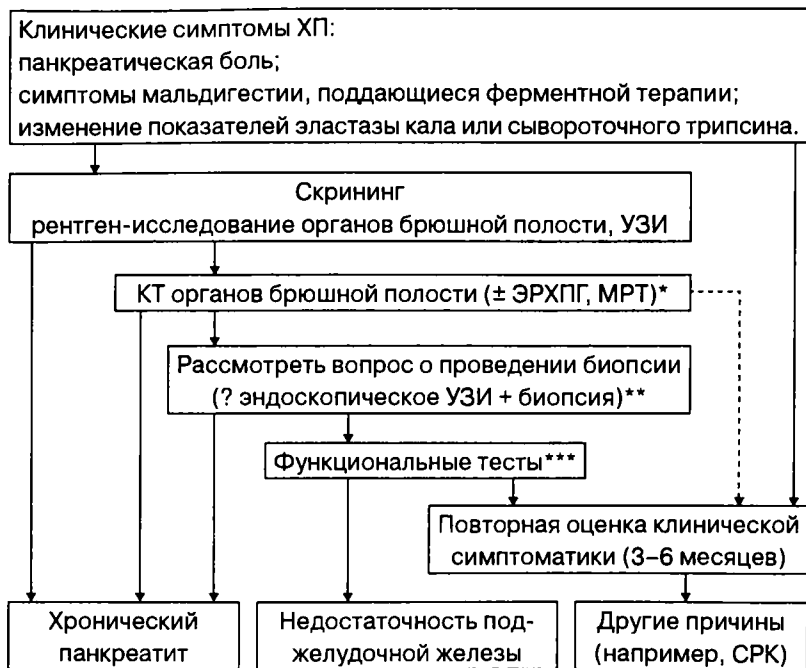 Клинические симптомы ХП:
панкреатическая боль;
симптомы мальдигестии, поддающиеся ферментной терапии;
изменение показателей эластазы кала или сывороточного трипсина.
Скрининг
рентген-исследование органов брюшной полости, УЗИ
КТ органов брюшной полости (± ЭРХПГ, МРТ)*
Рассмотреть вопрос о проведении биопсии
(? эндоскопическое УЗИ + биопсия)**
Функциональные тесты***
Повторная оценка клинической
симптоматики (3–6 месяцев)
Хронический
панкреатит
Недостаточность под-
желудочной железы
Другие причины
(например, СРК)